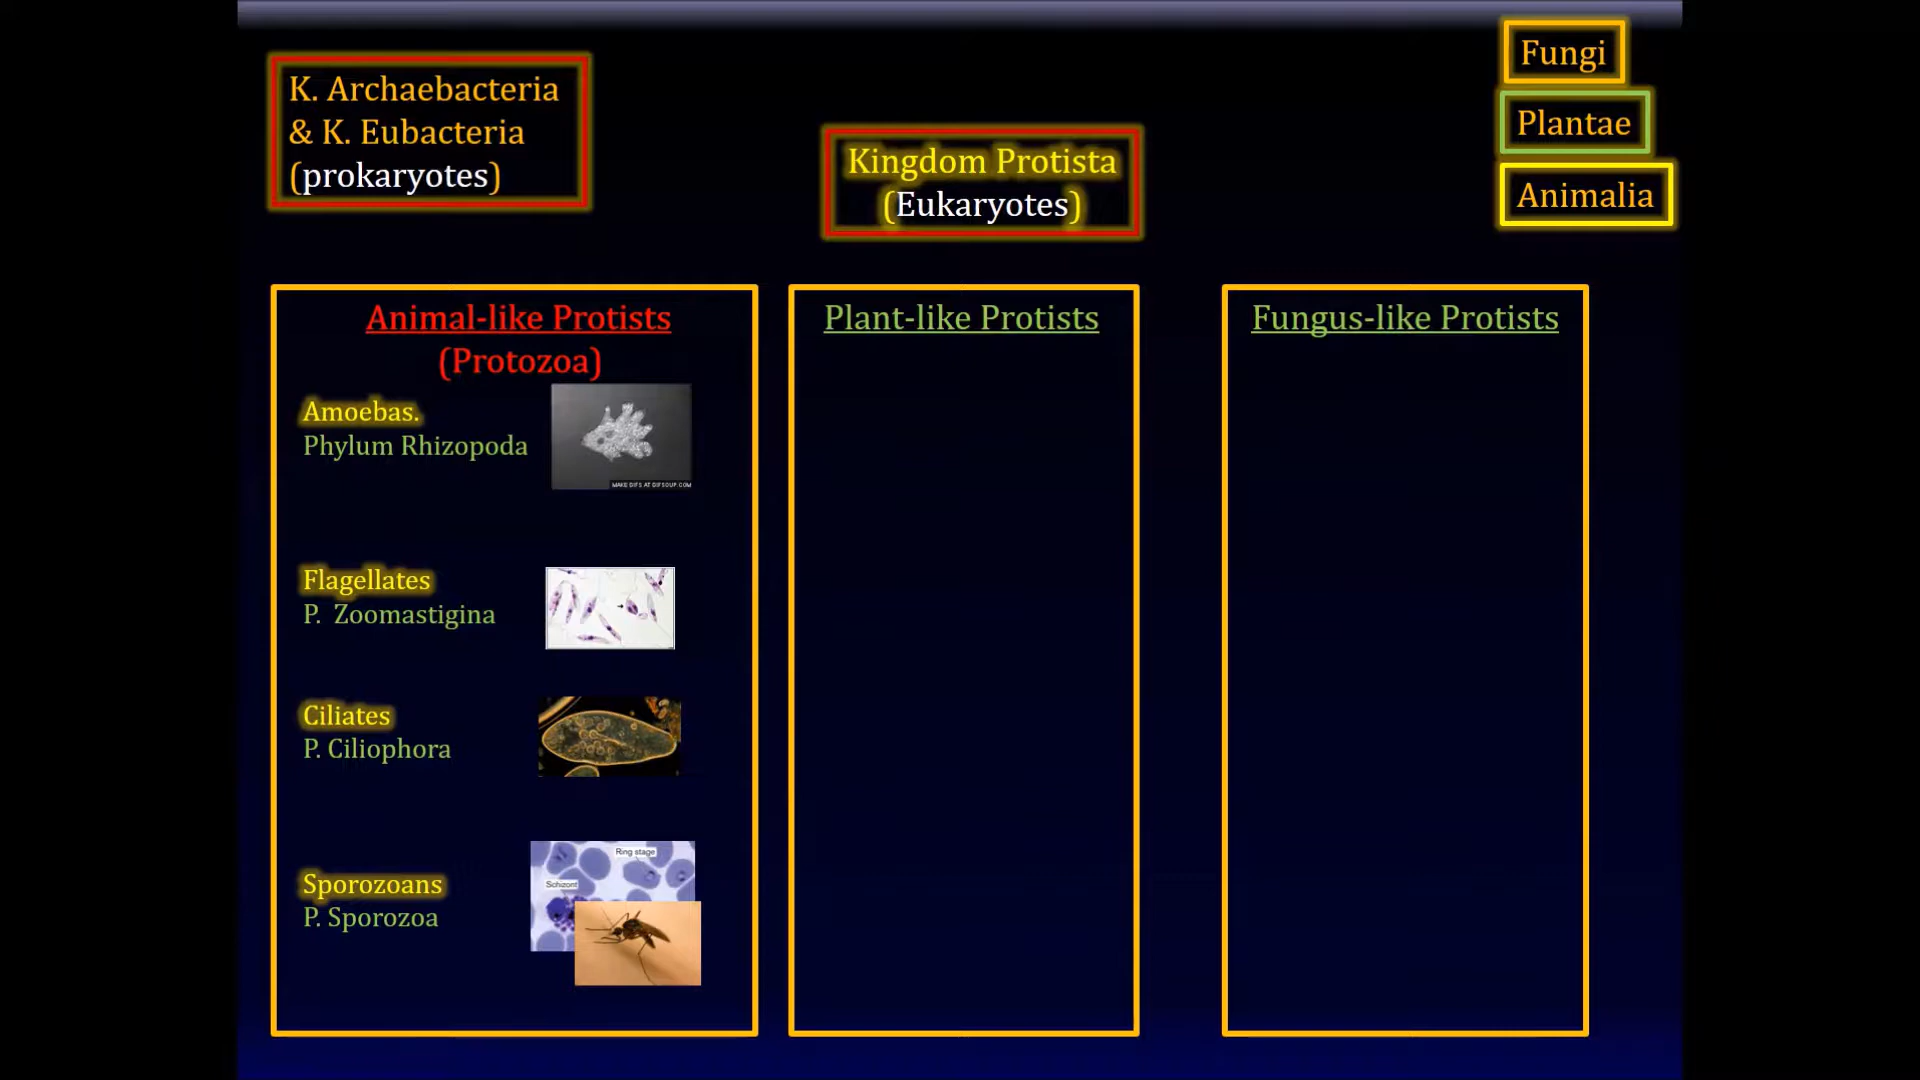 K. Archaebacteria
& K. Eubacteria
(prokaryotes)
Kingdom Protista
(Eukaryotes)
Fungi
Plantae
Animalia
Animal-like Protists
(Protozoa)
Amoebas.
Phylum Rhizopoda
MAKE GIFS AT GIFSOUP.COM
Flagellates
P.  Zoomastigina
Ciliates
P. Ciliophora
Sporozoans
P. Sporozoa
Ring stage
Schizont
Plant-like Protists
Fungus-like Protists